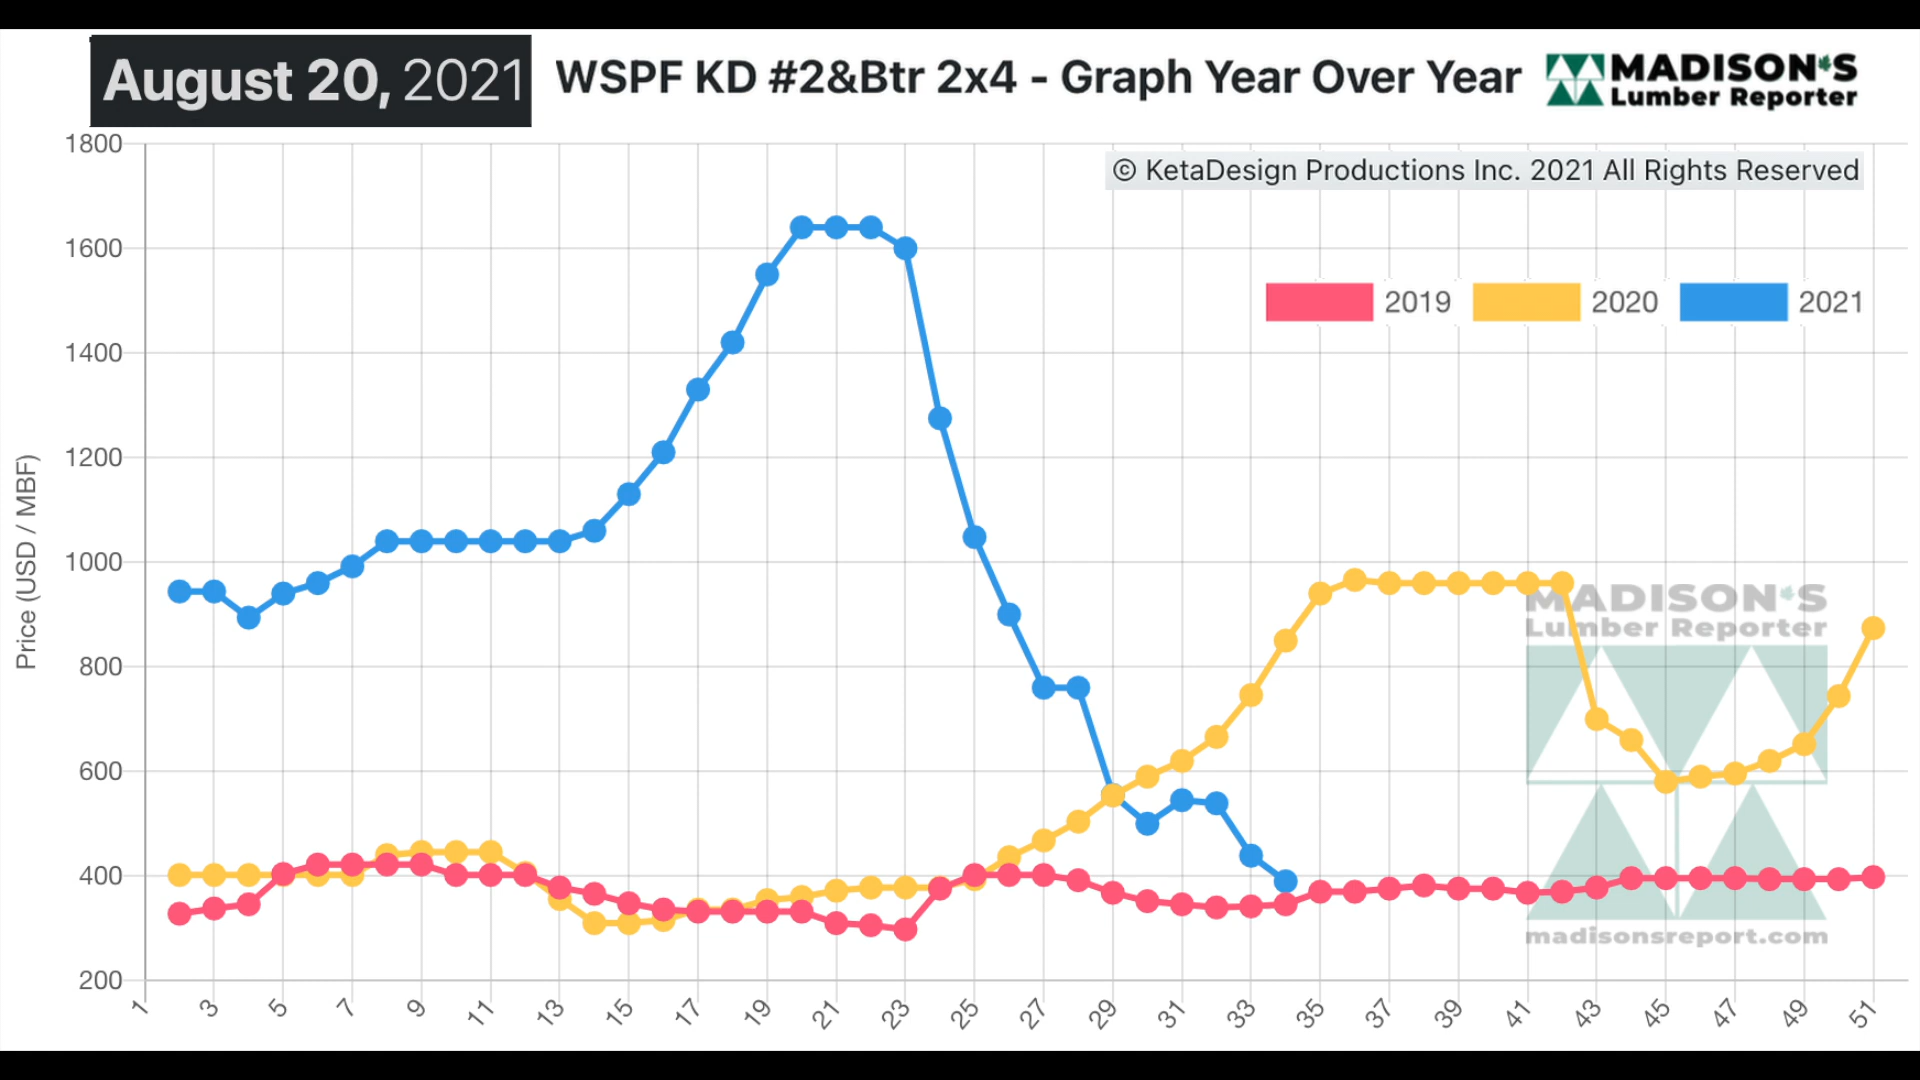 August 20, 2021
WSPF KD #2&Btr 2x4 - Graph Year Over Year
MADISON'S
Lumber Reporter
© KetaDesign Productions Inc. 2021 All Rights Reserved
2019 2020 2021
Price (USD / MBF)
1800
1600
1400
1200
1000
800
600
400
200
MADISON'S
Lumber Reporter
madisonsreport.com
1 3 5 7 9 11 13 15 17 19 21 23 25 27 29 31 33 35 37 39 41 43 45 47 49 51